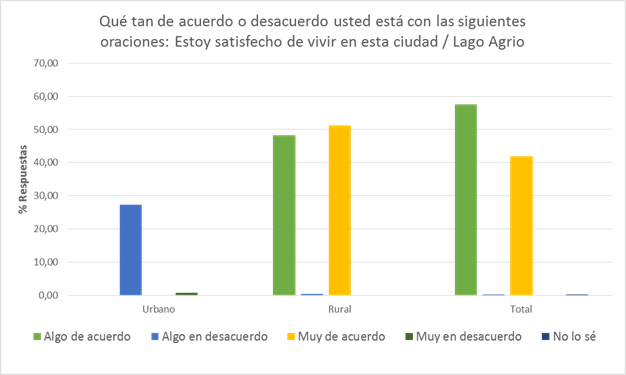 Qué tan de acuerdo o desacuerdo usted está con las siguientes
oraciones: Estoy satisfecho de vivir en esta ciudad / Lago Agrio
70,00
60,00
50,00
40,00
30,00
20,00
10,00
0,00
% Respuestas
Urbano Rural Total
Algo de acuerdo Algo en desacuerdo Muy de acuerdo Muy en desacuerdo No lo sé